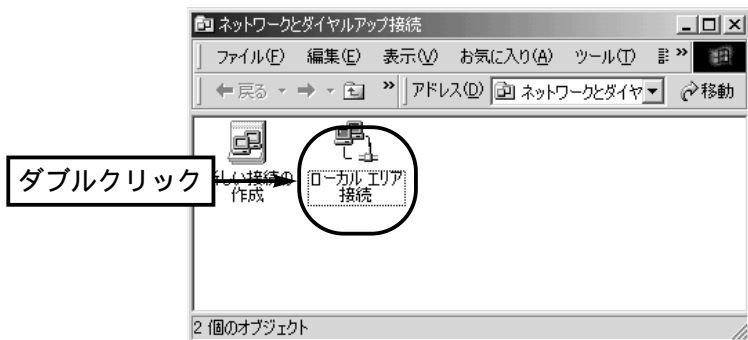 ネットワークとダイヤルアップ接続
ファイル(F) 編集(E) 表示(V) お気に入り(A) ツール(T) »
戻る » アドレス(D) ネットワークとダイヤ 移動
ダブルクリック
しい接続の
作成
ローカル エリア
接続
2 個のオブジェクト